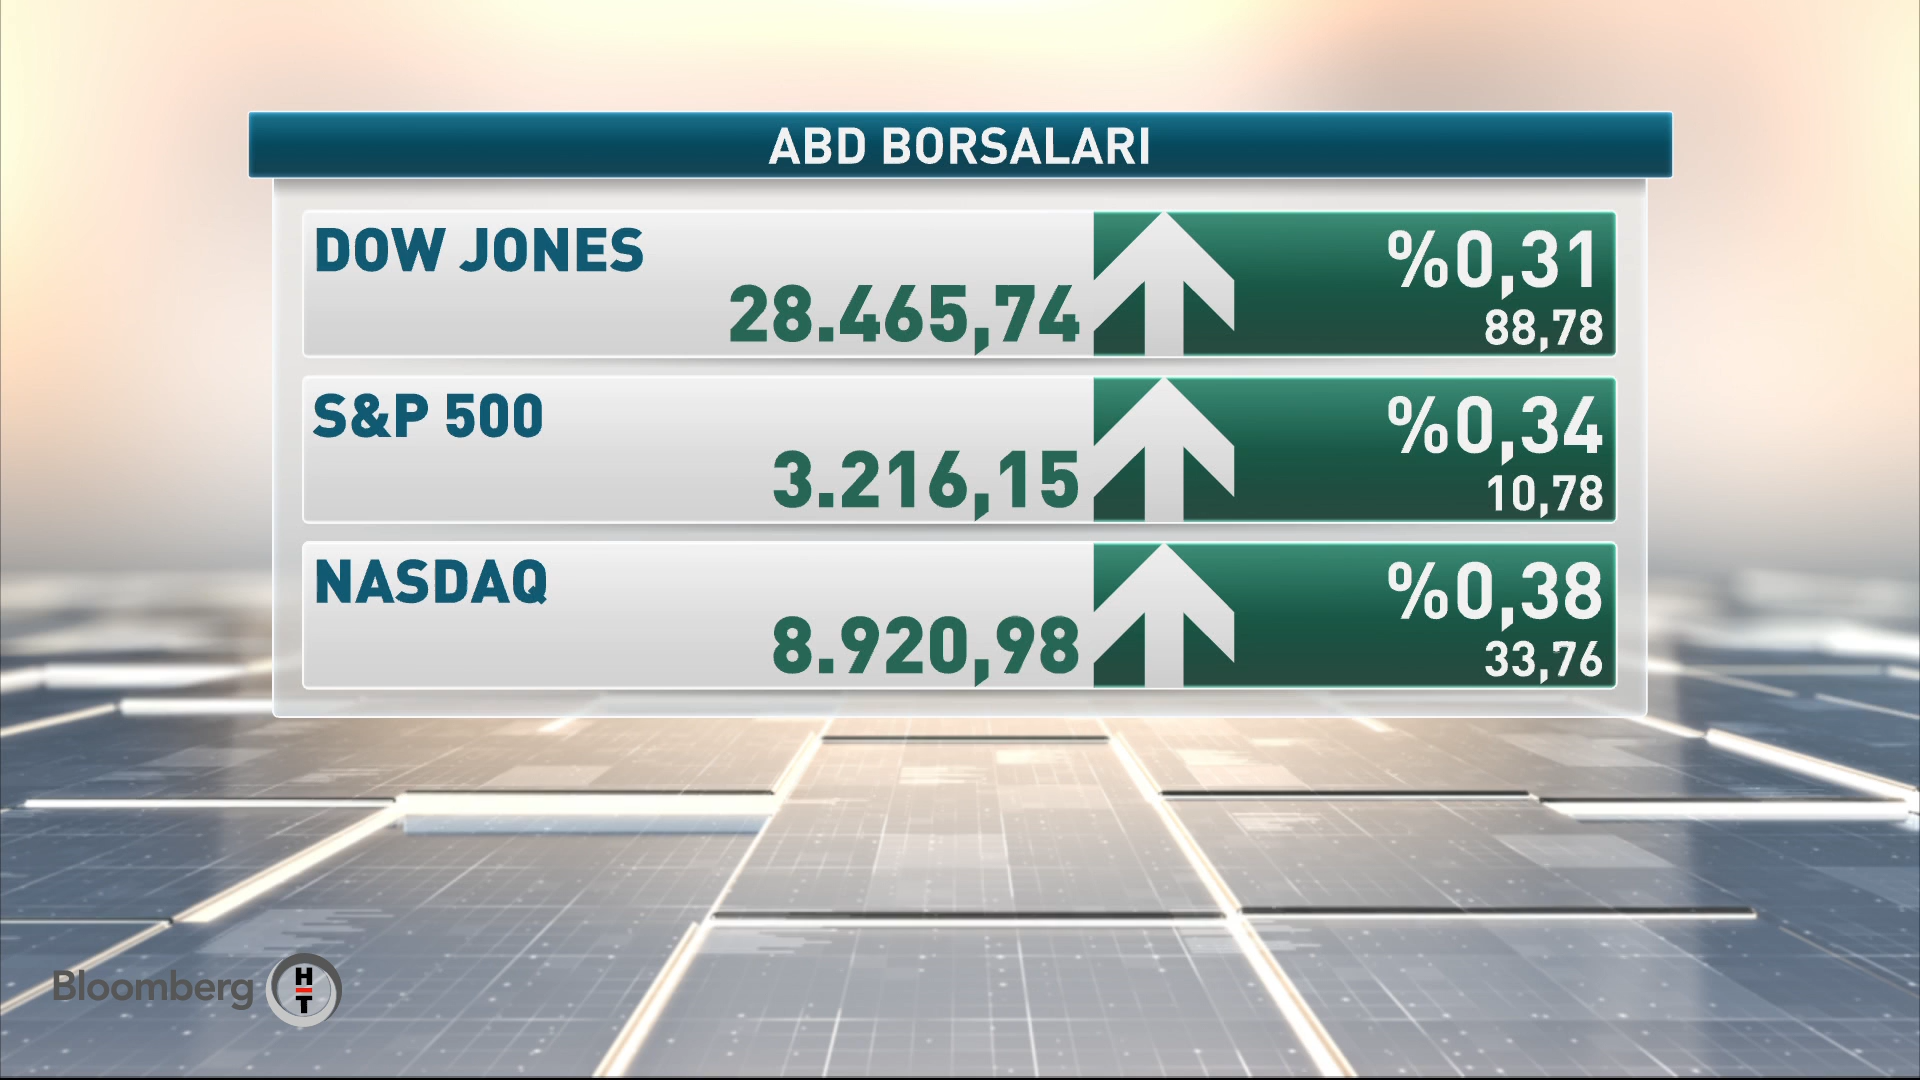 ABD BORSALARI
DOW JONES
28.465,74
%0,31
88,78
S&P 500
3.216,15
%0,34
10,78
NASDAQ
8.920,98
%0,38
33,76
Bloomberg HT